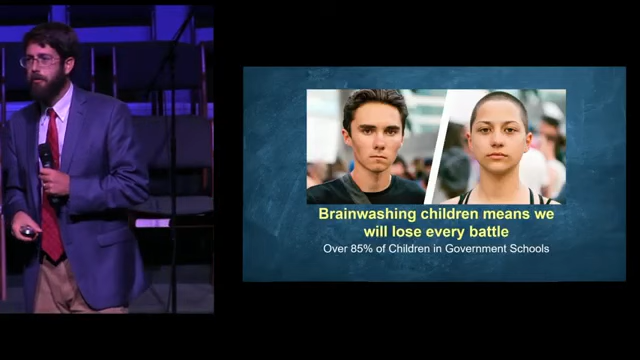 Brainwashing children means we
will lose every battle
Over 85% of Children in Government Schools